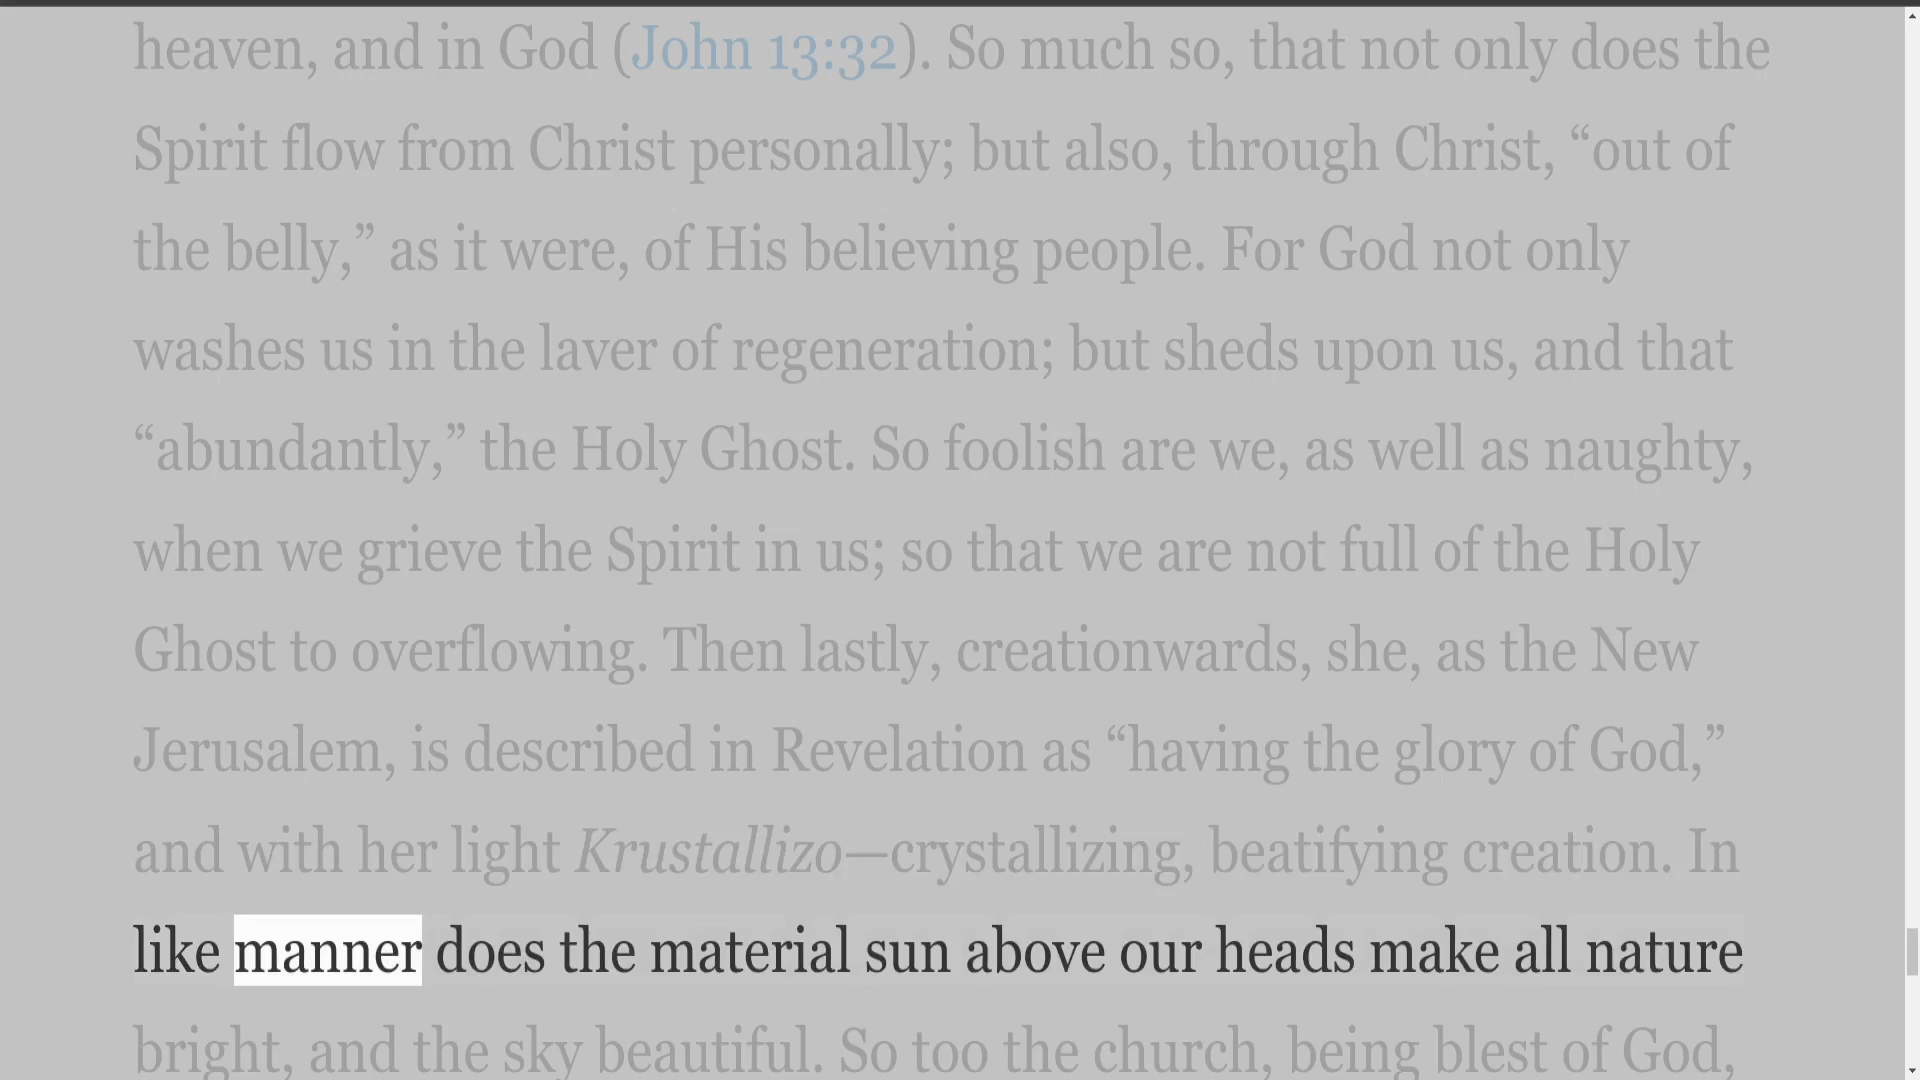 heaven, and in God (John 13:32). So much so, that not only does the
Spirit flow from Christ personally; but also, through Christ, “out of
the belly,” as it were, of His believing people. For God not only
washes us in the laver of regeneration; but sheds upon us, and that
“abundantly,” the Holy Ghost. So foolish are we, as well as naughty,
when we grieve the Spirit in us; so that we are not full of the Holy
Ghost to overflowing. Then lastly, creationwards, she, as the New
Jerusalem, is described in Revelation as “having the glory of God,”
and with her light Krustallizo—crystallizing, beatifying creation. In
like manner does the material sun above our heads make all nature
bright, and the sky beautiful. So too the church, being blest of God,